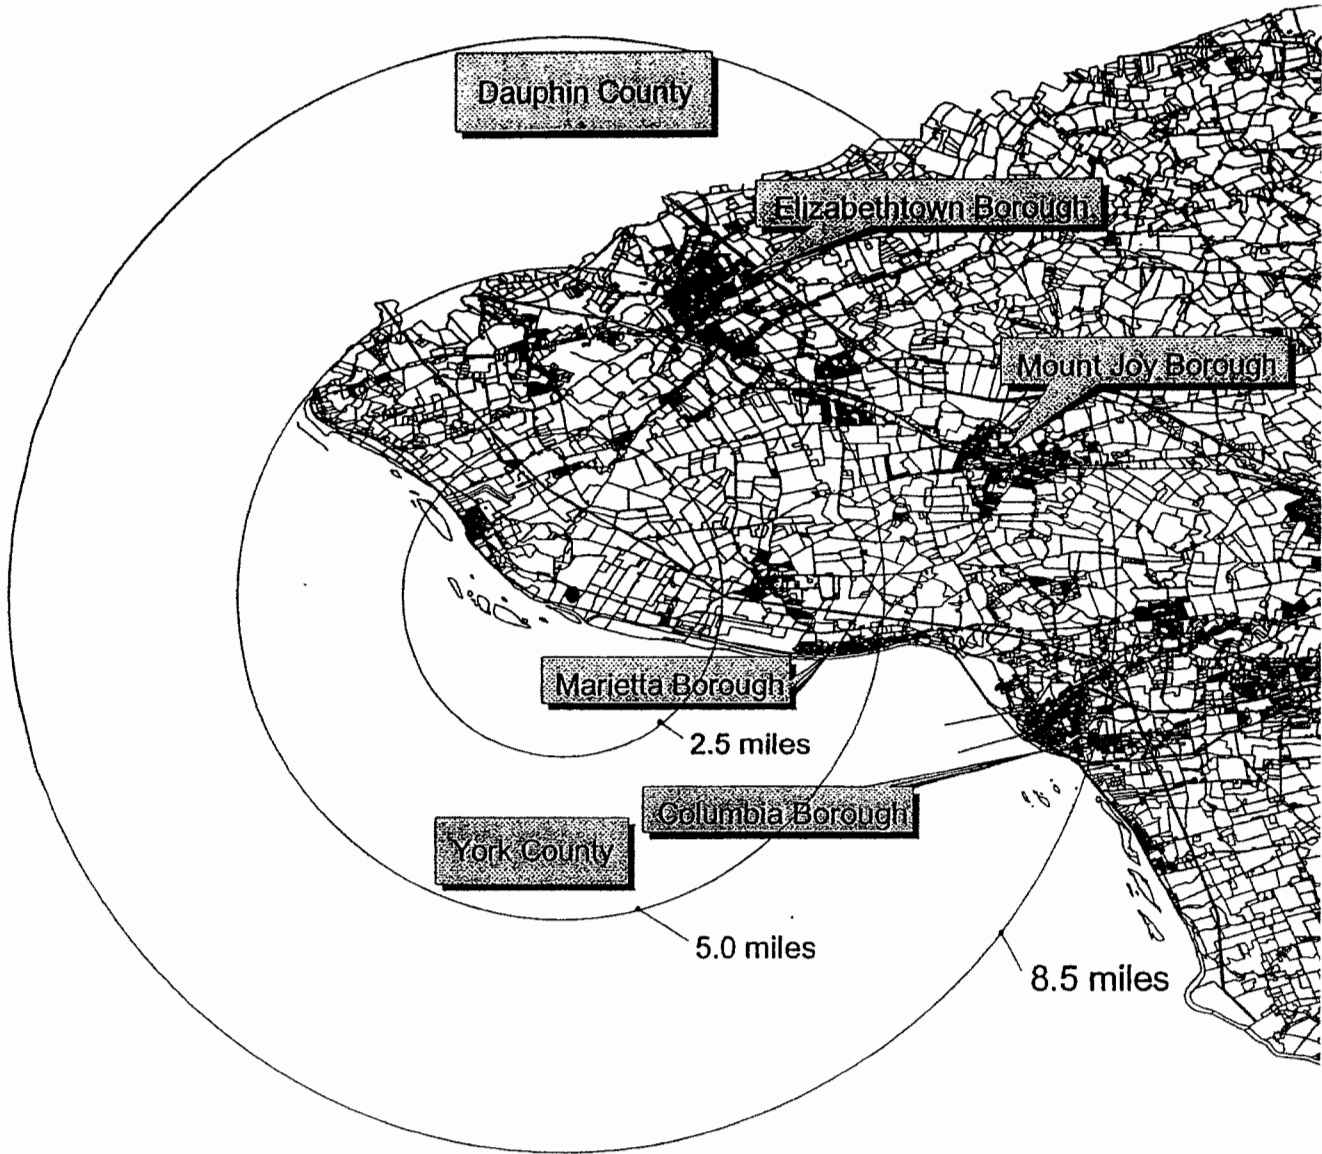 Dauphin County
Elizabethtown Borough
Mount Joy Borough
Marietta Borough
2.5 miles
Columbia Borough
York County
5.0 miles
8.5 miles